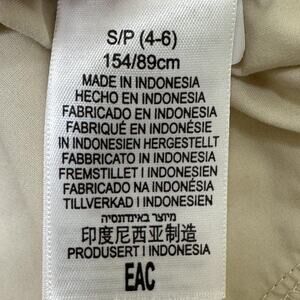 S/P (4-6)
154/89cm
MADE IN INDONESIA
HECHO EN INDONESIA
FABRICADO EN INDONESIA
FABRIQUÉ EN INDONÉSIE
IN INDONESIEN HERGESTELLT
FABBRICATO IN INDONESIA
FREMSTILLET I INDONESIEN
FABRICADO NA INDONÉSIA
TILLVERKAD I INDONESIEN
מיוצר באינדונסיה
印度尼西亚制造
PRODUSERT I INDONESIA
EAC